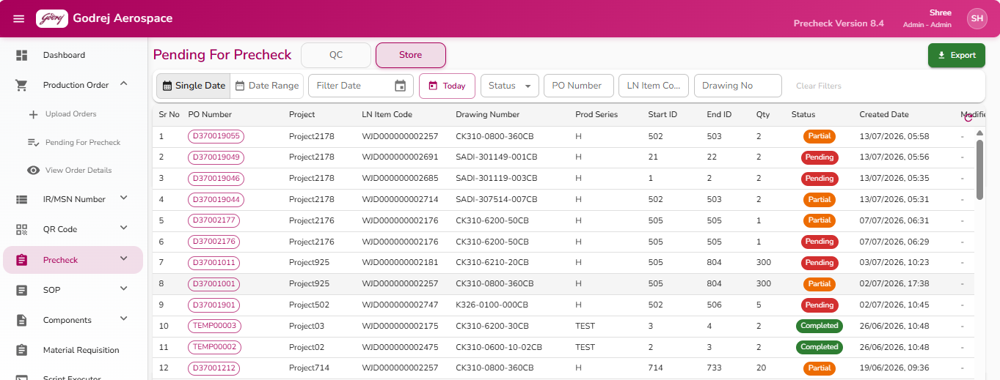 Godrej Godrej Aerospace
Precheck Version 8.4
Shree
Admin - Admin
SH
Dashboard
Production Order
Upload Orders
Pending For Precheck
View Order Details
IR/MSN Number
QR Code
Precheck
SOP
Components
Material Requisition
Script Executor
Pending For Precheck QC Store Export
Single Date Date Range Filter Date Today Status PO Number LN Item Co... Drawing No Clear Filters
Sr No PO Number Project LN Item Code Drawing Number Prod Series Start ID End ID Qty Status Created Date Modifie
1 D370019055 Project2178 WJD000000002257 CK310-0800-360CB H 502 503 2 Partial 13/07/2026, 05:58 -
2 D370019049 Project2178 WJD000000002691 SADI-301149-001CB H 21 22 2 Pending 13/07/2026, 05:56 -
3 D370019046 Project2178 WJD000000002685 SADI-301119-003CB H 1 2 2 Pending 13/07/2026, 05:35 -
4 D370019044 Project2178 WJD000000002714 SADI-307514-007CB H 502 503 2 Partial 13/07/2026, 05:31 -
5 D37002177 Project2176 WJD000000002176 CK310-6200-50CB H 505 505 1 Partial 07/07/2026, 06:31 -
6 D37002176 Project2176 WJD000000002176 CK310-6200-50CB H 505 505 1 Pending 07/07/2026, 06:29 -
7 D37001011 Project925 WJD000000002181 CK310-6210-20CB H 505 804 300 Pending 03/07/2026, 10:23 -
8 D37001001 Project925 WJD000000002257 CK310-0800-360CB H 505 804 300 Partial 02/07/2026, 17:38 -
9 D37001901 Project502 WJD000000002747 K326-0100-000CB H 502 506 5 Pending 02/07/2026, 10:45 -
10 TEMP00003 Project03 WJD000000002175 CK310-6200-30CB TEST 3 4 2 Completed 26/06/2026, 10:48 -
11 TEMP00002 Project02 WJD000000002475 CK310-0600-10-02CB TEST 2 3 2 Completed 26/06/2026, 10:48 -
12 D37001212 Project714 WJD000000002257 CK310-0800-360CB H 714 733 20 Partial 19/06/2026, 09:36 -